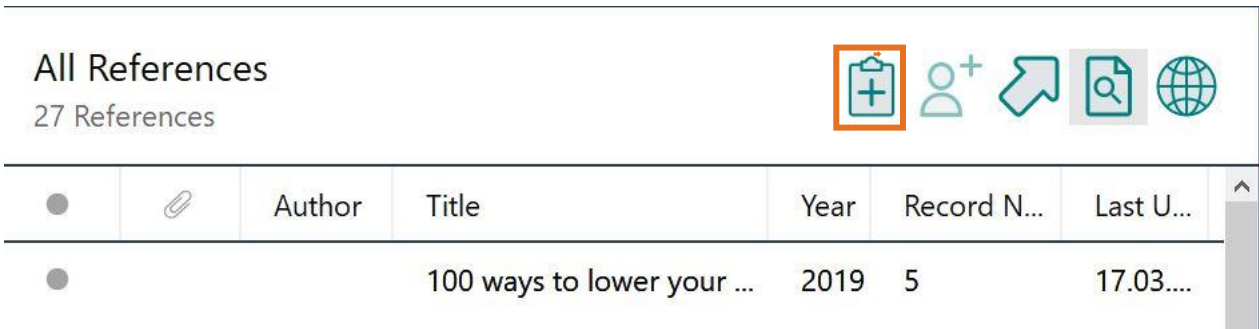 All References
27 References
Author Title Year Record N... Last U...
100 ways to lower your ... 2019 5 17.03....